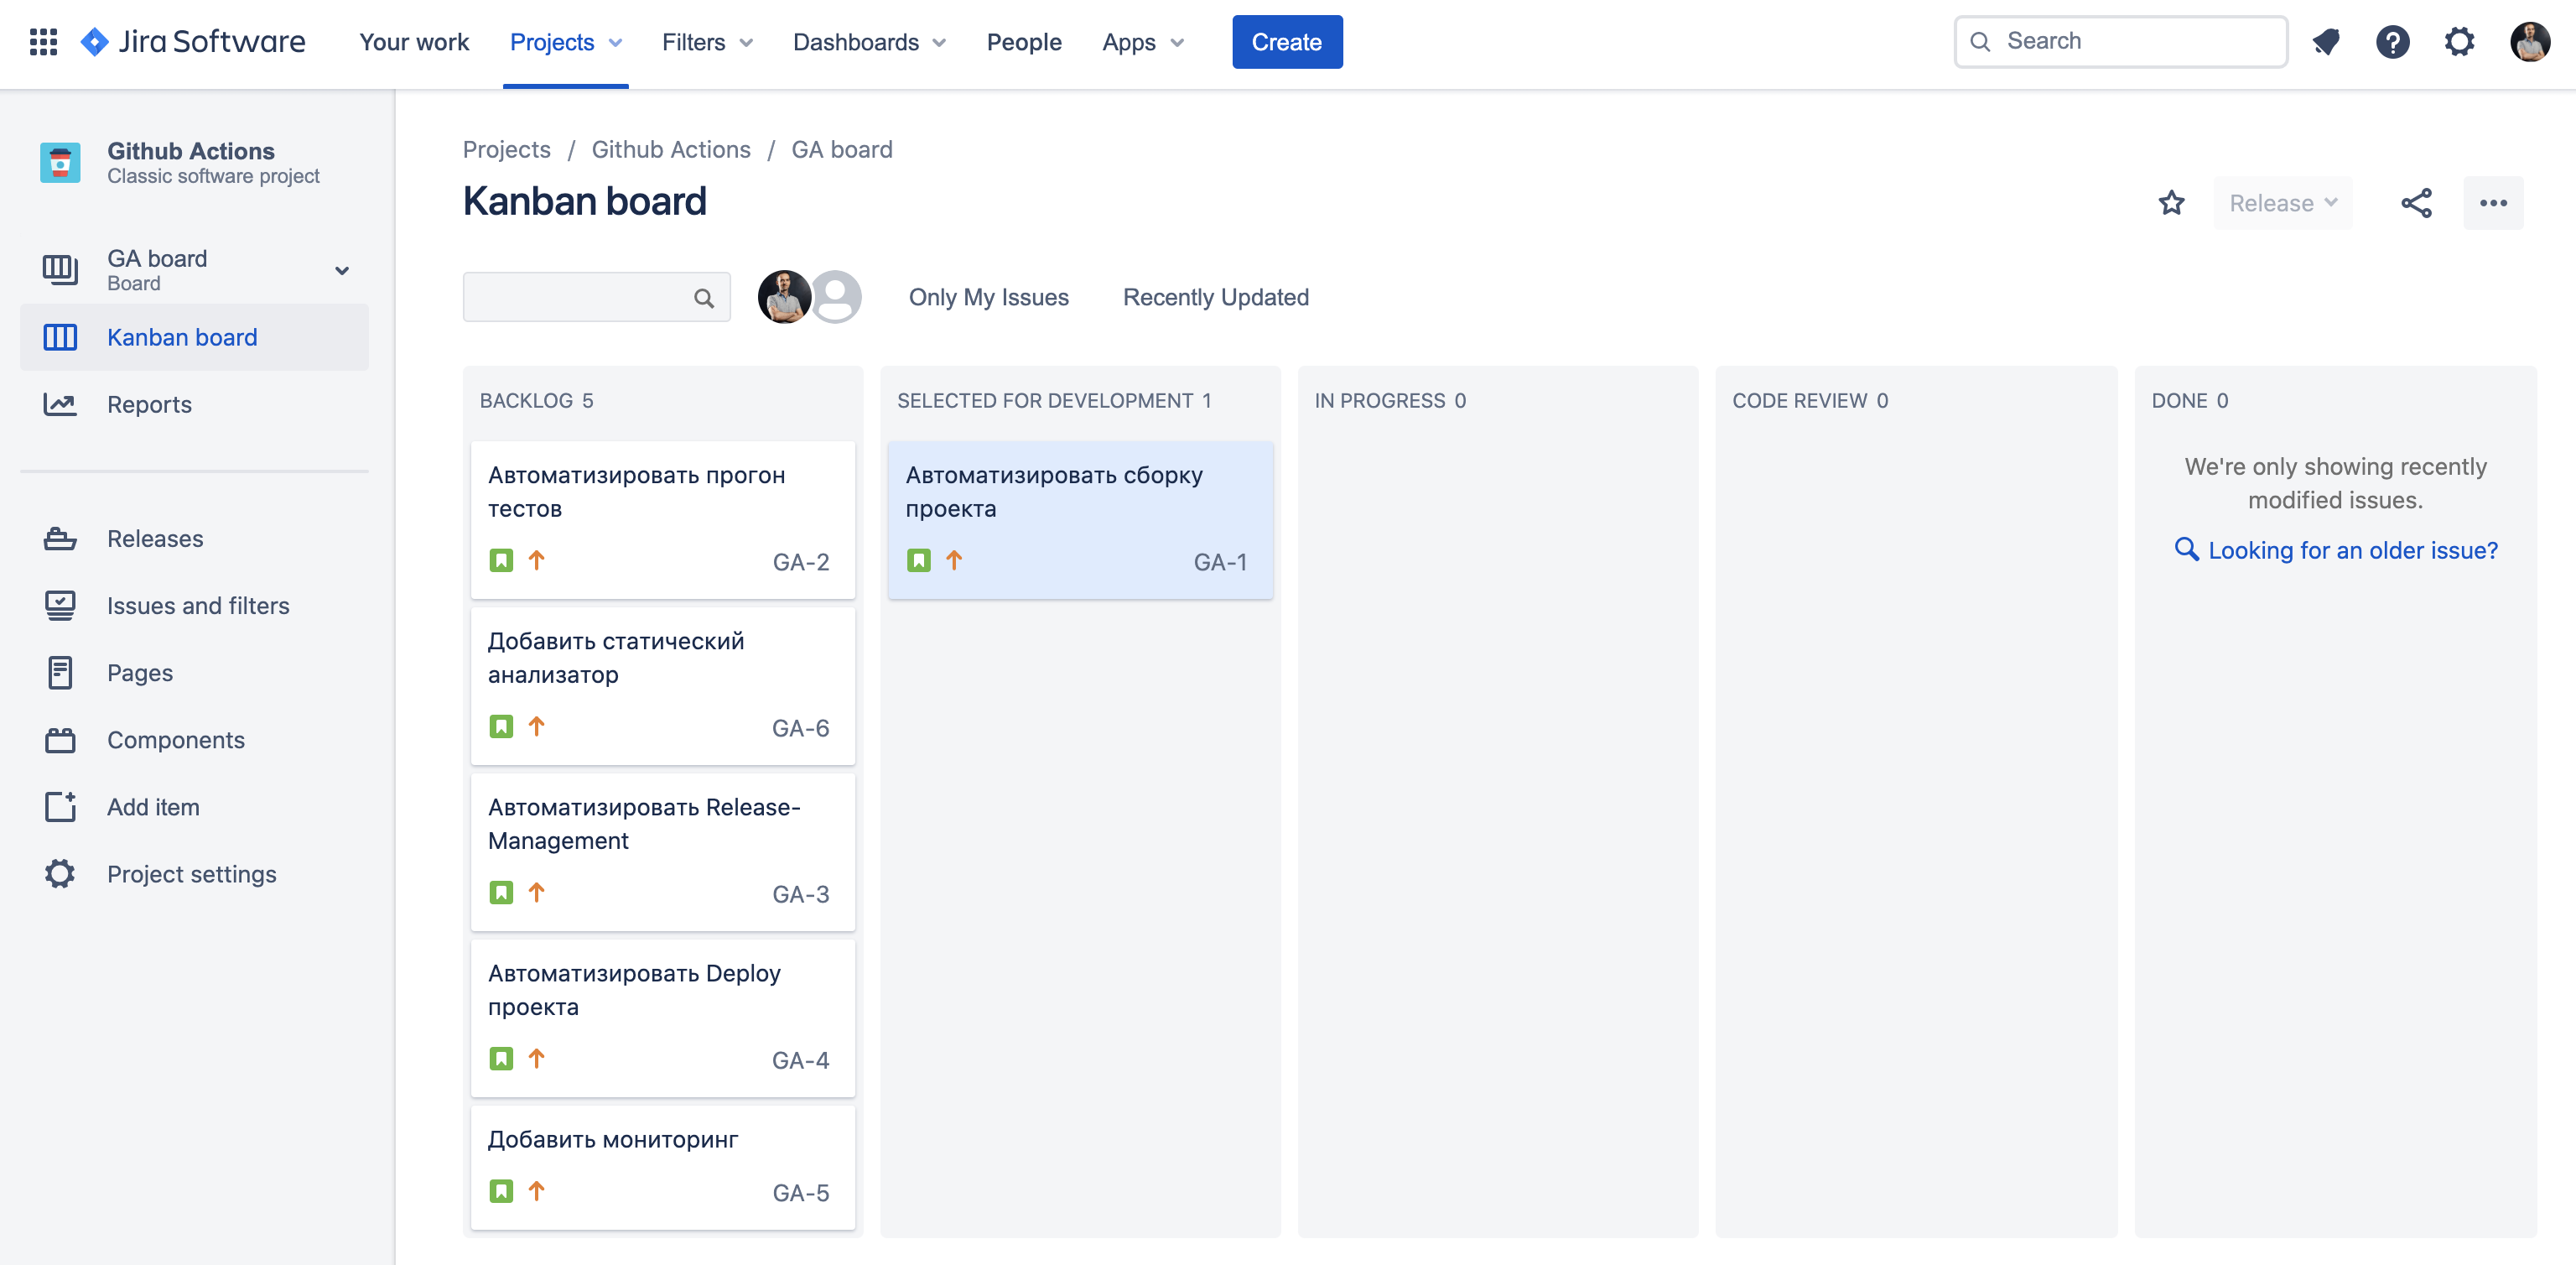 Jira Software
Your work
Projects
Filters
Dashboards
People
Apps
Create
Search
Github Actions
Classic software project
GA board
Board
Kanban board
Reports
Releases
Issues and filters
Pages
Components
Add item
Project settings
Projects / Github Actions / GA board
Kanban board
Release
Only My Issues
Recently Updated
BACKLOG 5
Автоматизировать прогон
тестов
GA-2
Добавить статический
анализатор
GA-6
Автоматизировать Release-
Management
GA-3
Автоматизировать Deploy
проекта
GA-4
Добавить мониторинг
GA-5
SELECTED FOR DEVELOPMENT 1
Автоматизировать сборку
проекта
GA-1
IN PROGRESS 0
CODE REVIEW 0
DONE 0
We're only showing recently
modified issues.
Looking for an older issue?